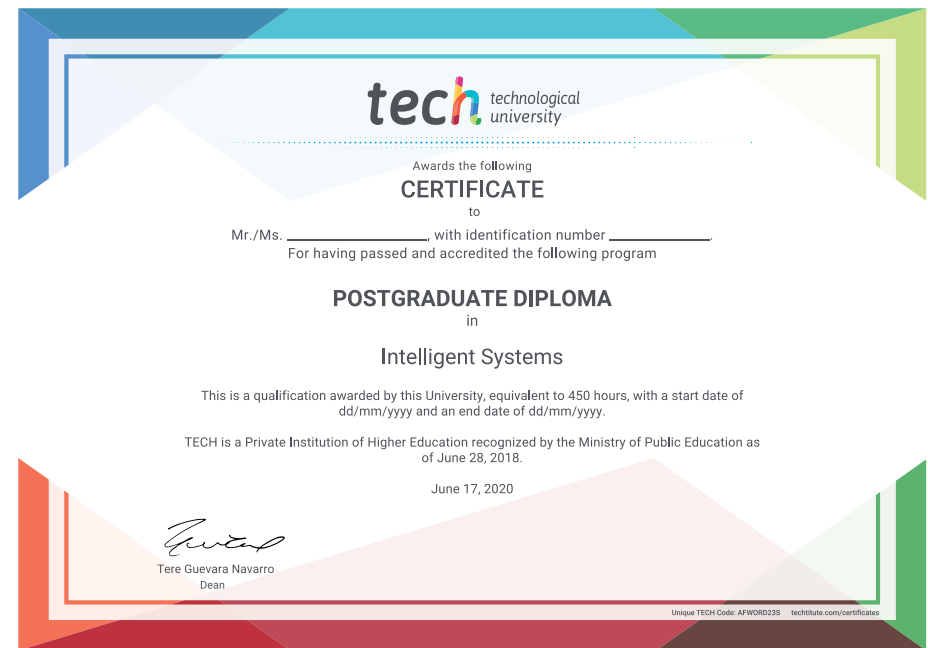 tech technological
university
Awards the following
CERTIFICATE
to
Mr./Ms. ____________________, with identification number ______________.
For having passed and accredited the following program
POSTGRADUATE DIPLOMA
in
Intelligent Systems
This is a qualification awarded by this University, equivalent to 450 hours, with a start date of
dd/mm/yyyy and an end date of dd/mm/yyyy.
TECH is a Private Institution of Higher Education recognized by the Ministry of Public Education as
of June 28, 2018.
June 17, 2020
Tere Guevara Navarro
Dean
Unique TECH Code: AFWORD23S techtitute.com/certificates